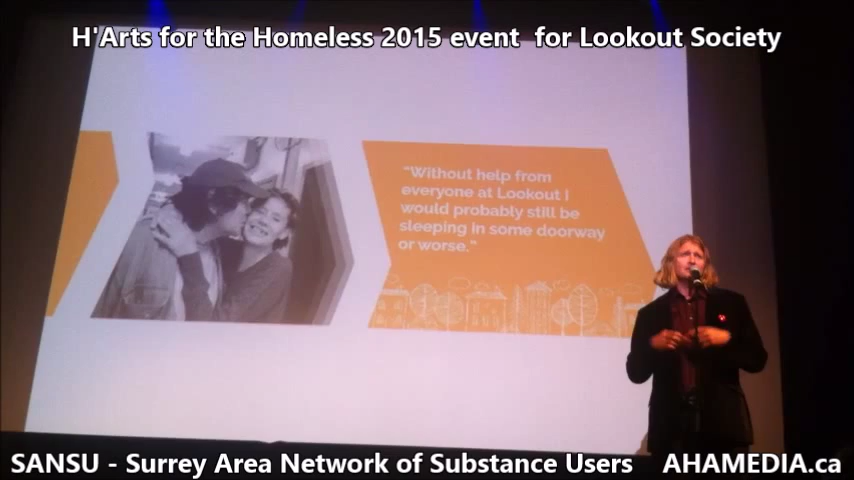 H'Arts for the Homeless 2015 event  for Lookout Society
"Without help from
everyone at Lookout I
would probably still be
sleeping in some doorway
or worse."
SANSU - Surrey Area Network of Substance Users    AHAMEDIA.ca